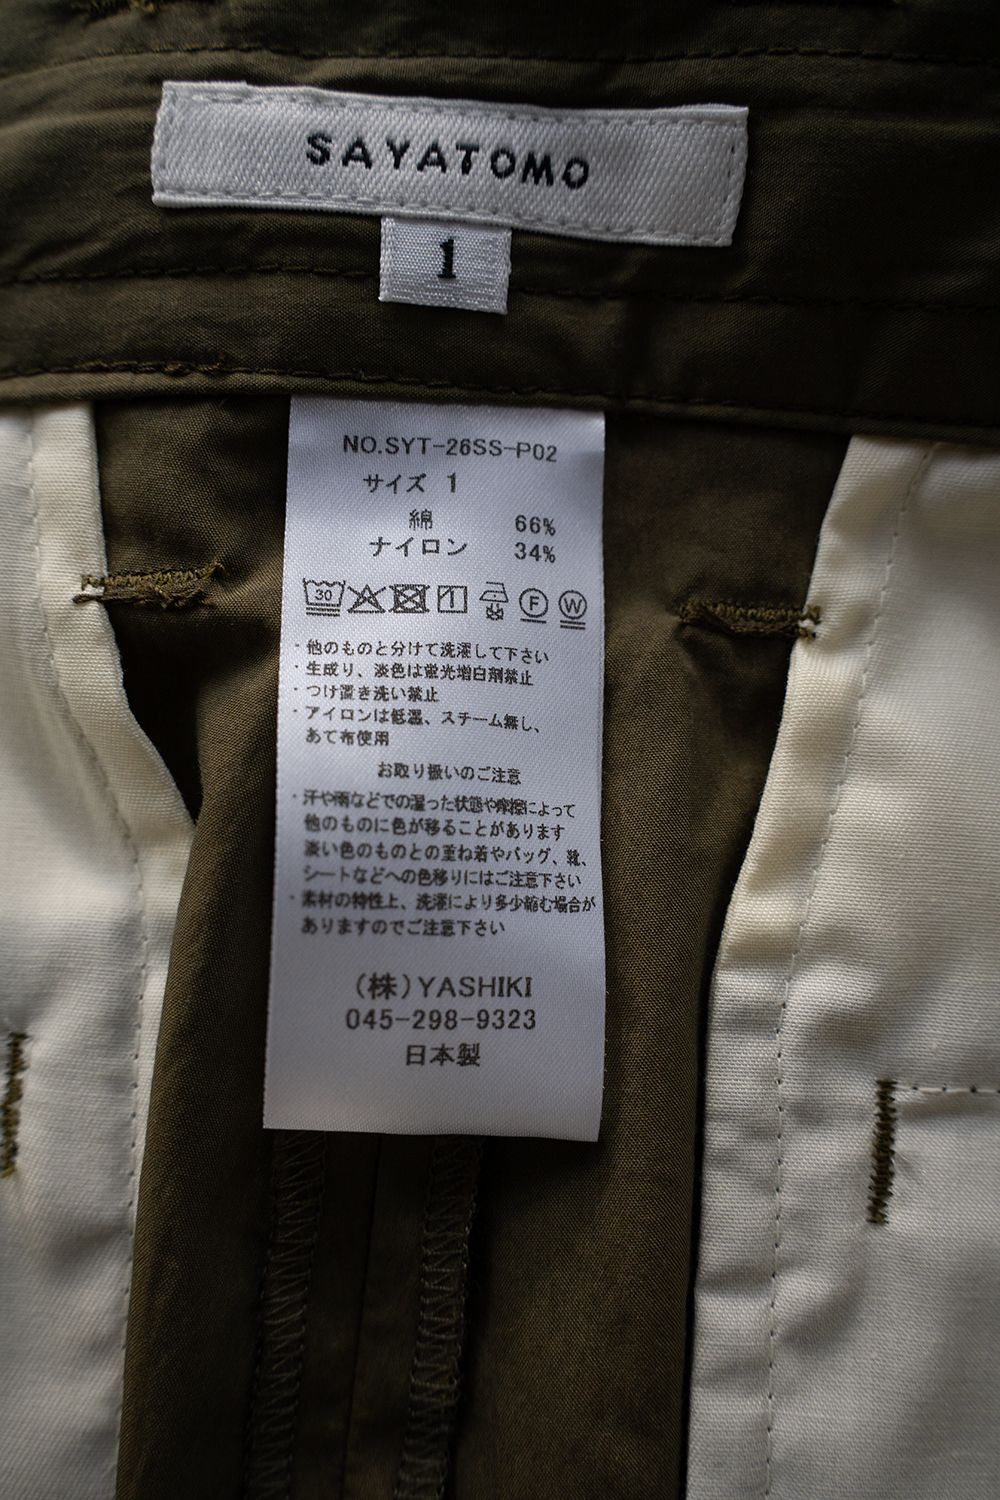 SAYATOMO
1
NO.SYT-26SS-P02
サイズ 1
綿 66%
ナイロン 34%
30 F W
・他のものと分けて洗濯して下さい
・生成り、淡色は蛍光増白剤禁止
・つけ置き洗い禁止
・アイロンは低温、スチーム無し、
あて布使用
お取り扱いのご注意
・汗や雨などでの湿った状態や摩擦によって
他のものに色が移ることがあります
淡い色のものとの重ね着やバッグ、靴、
シートなどへの色移りにはご注意下さい
・素材の特性上、洗濯により多少縮む場合が
ありますのでご注意下さい
(株)YASHIKI
045-298-9323
日本製